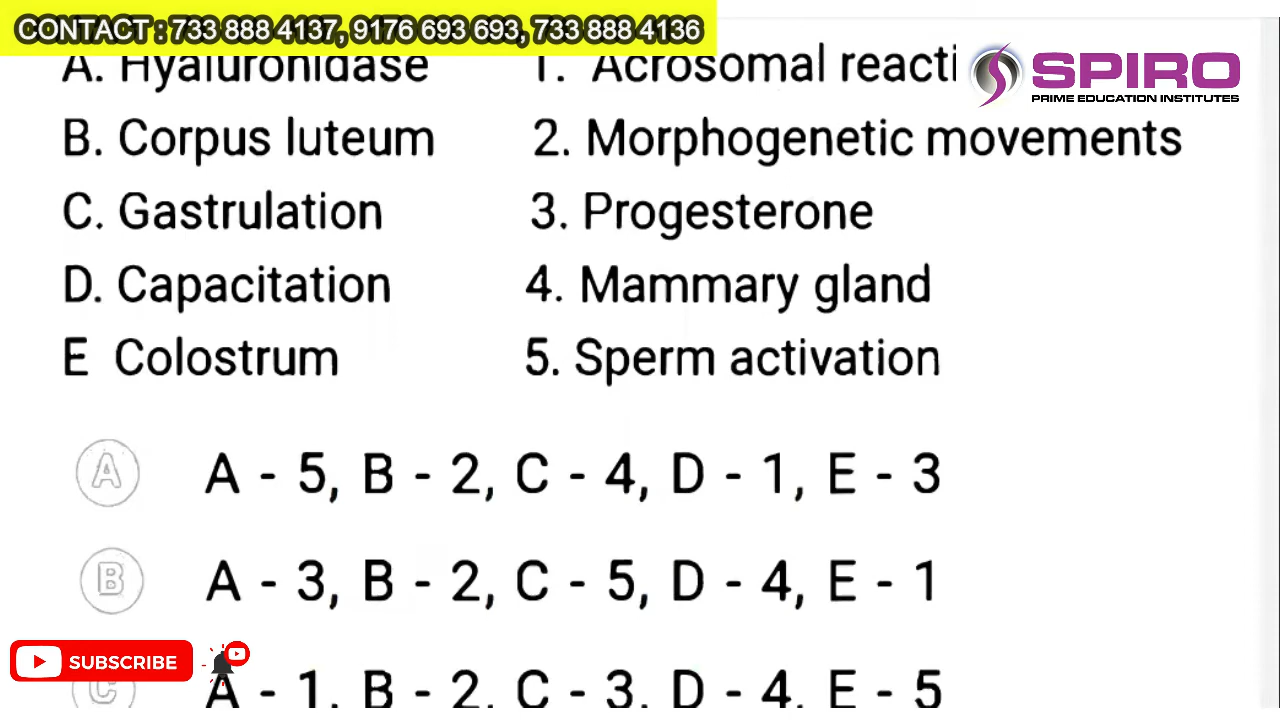 CONTACT : 733 888 4137, 9176 693 693, 733 888 4136
SPIRO
PRIME EDUCATION INSTITUTES
A. Hyaluronidase 1. Acrosomal reacti
B. Corpus luteum 2. Morphogenetic movements
C. Gastrulation 3. Progesterone
D. Capacitation 4. Mammary gland
E Colostrum 5. Sperm activation
A A - 5, B - 2, C - 4, D - 1, E - 3
B A - 3, B - 2, C - 5, D - 4, E - 1
SUBSCRIBE
C A - 1, B - 2, C - 3, D - 4, E - 5